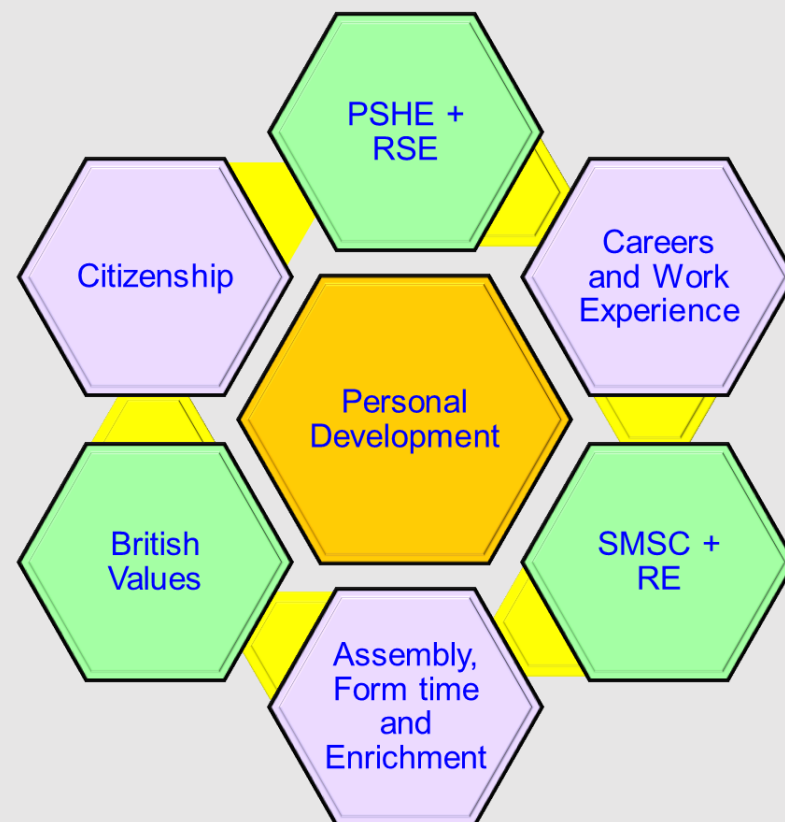 PSHE +
RSE
Careers
and Work
Experience
Citizenship
Personal
Development
British
Values
SMSC +
RE
Assembly,
Form time
and
Enrichment